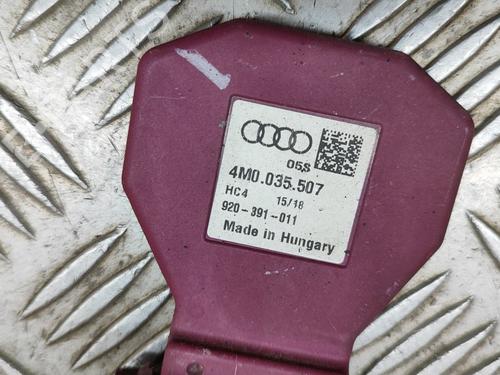 05S
4M0.035.507
HC4 15/18
920-391-011
Made in Hungary